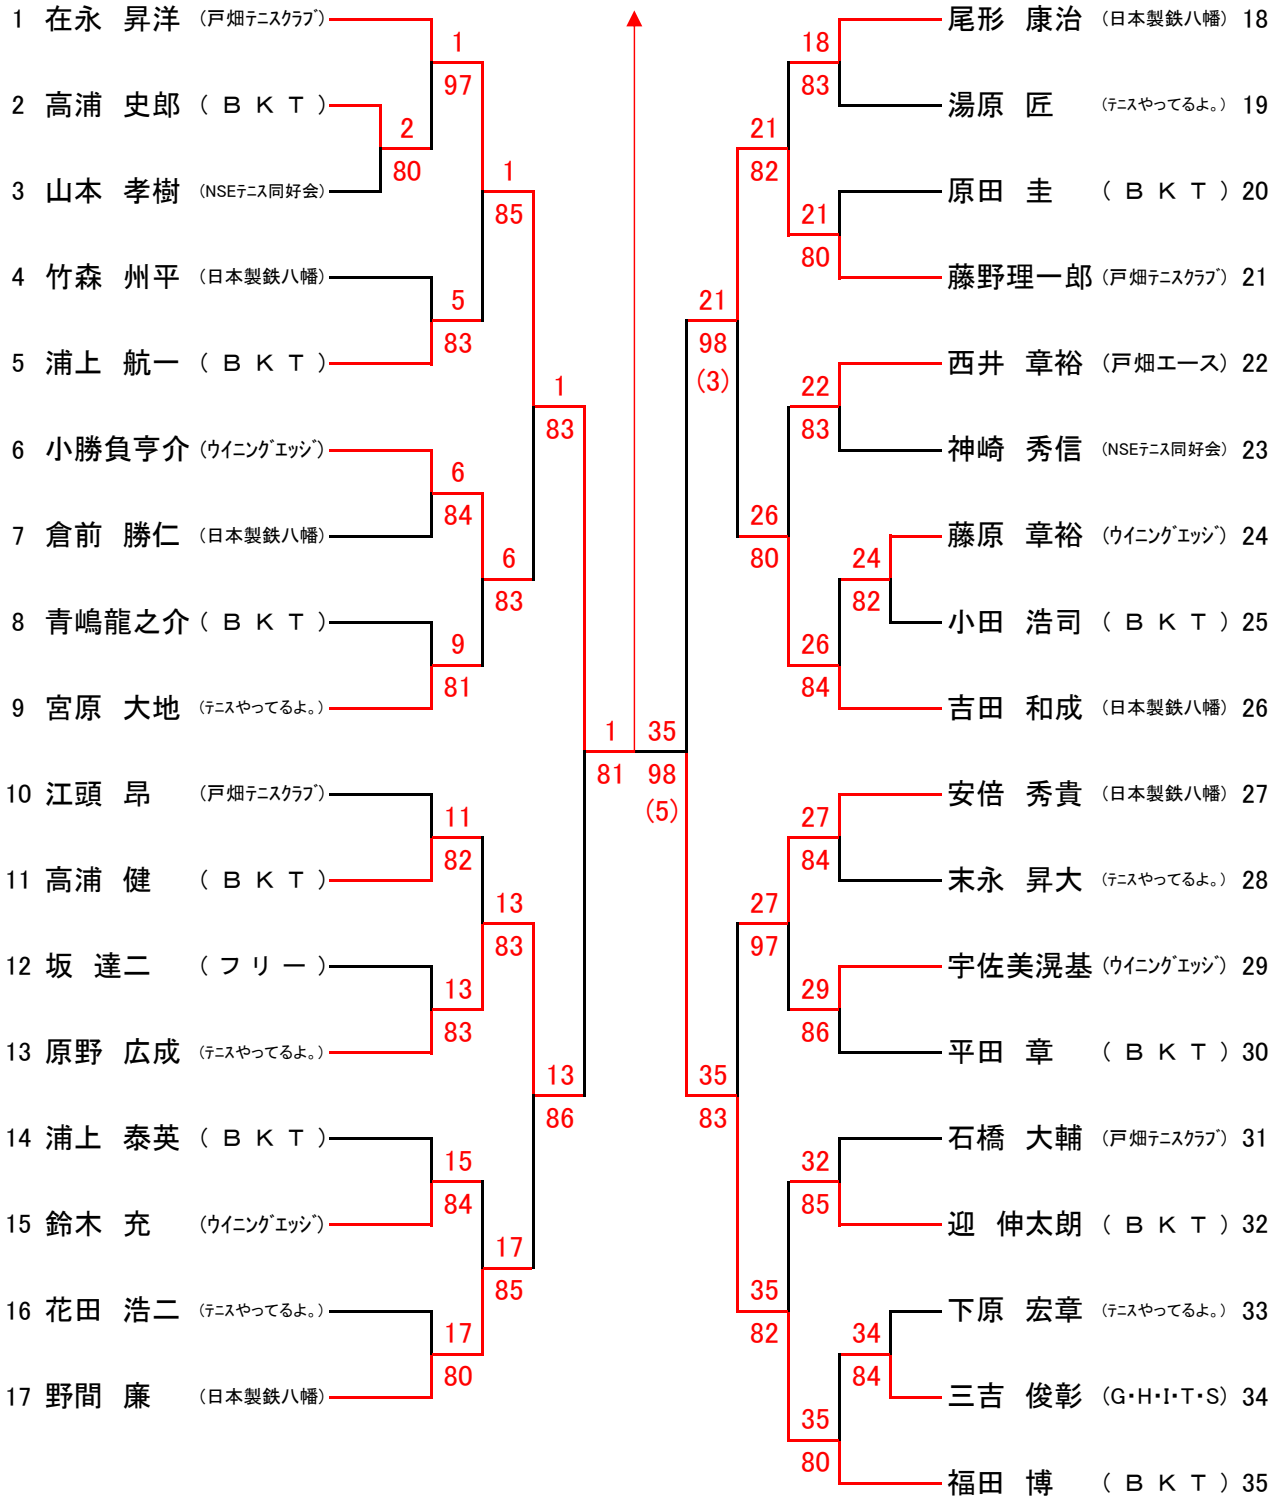 1 在永 昇洋 (戸畑テニスクラブ)
1
97
2 高浦 史郎 (ＢＫＴ)
2
80
3 山本 孝樹 (NSEテニス同好会)
1
85
4 竹森 州平 (日本製鉄八幡)
5
83
5 浦上 航一 (ＢＫＴ)
1
83
6 小勝負亨介 (ウイニングエッジ)
6
84
7 倉前 勝仁 (日本製鉄八幡)
6
83
8 青嶋龍之介 (ＢＫＴ)
9
81
9 宮原 大地 (テニスやってるよ。)
1
81
10 江頭 昂 (戸畑テニスクラブ)
11
82
11 高浦 健 (ＢＫＴ)
13
83
12 坂 達二 (フリー)
13
83
13 原野 広成 (テニスやってるよ。)
13
86
14 浦上 泰英 (ＢＫＴ)
15
84
15 鈴木 充 (ウイニングエッジ)
17
85
16 花田 浩二 (テニスやってるよ。)
17
80
17 野間 廉 (日本製鉄八幡)
尾形 康治 (日本製鉄八幡) 18
18
83
湯原 匠 (テニスやってるよ。) 19
21
82
原田 圭 (ＢＫＴ) 20
21
80
藤野理一郎 (戸畑テニスクラブ) 21
21
98
(3)
西井 章裕 (戸畑エース) 22
22
83
神崎 秀信 (NSEテニス同好会) 23
26
80
藤原 章裕 (ウイニングエッジ) 24
24
82
小田 浩司 (ＢＫＴ) 25
26
84
吉田 和成 (日本製鉄八幡) 26
35
98
(5)
安倍 秀貴 (日本製鉄八幡) 27
27
84
末永 昇大 (テニスやってるよ。) 28
27
97
宇佐美滉基 (ウイニングエッジ) 29
29
86
平田 章 (ＢＫＴ) 30
35
83
石橋 大輔 (戸畑テニスクラブ) 31
32
85
迎 伸太朗 (ＢＫＴ) 32
35
82
下原 宏章 (テニスやってるよ。) 33
34
84
三吉 俊彰 (G・H・I・T・S) 34
35
80
福田 博 (ＢＫＴ) 35